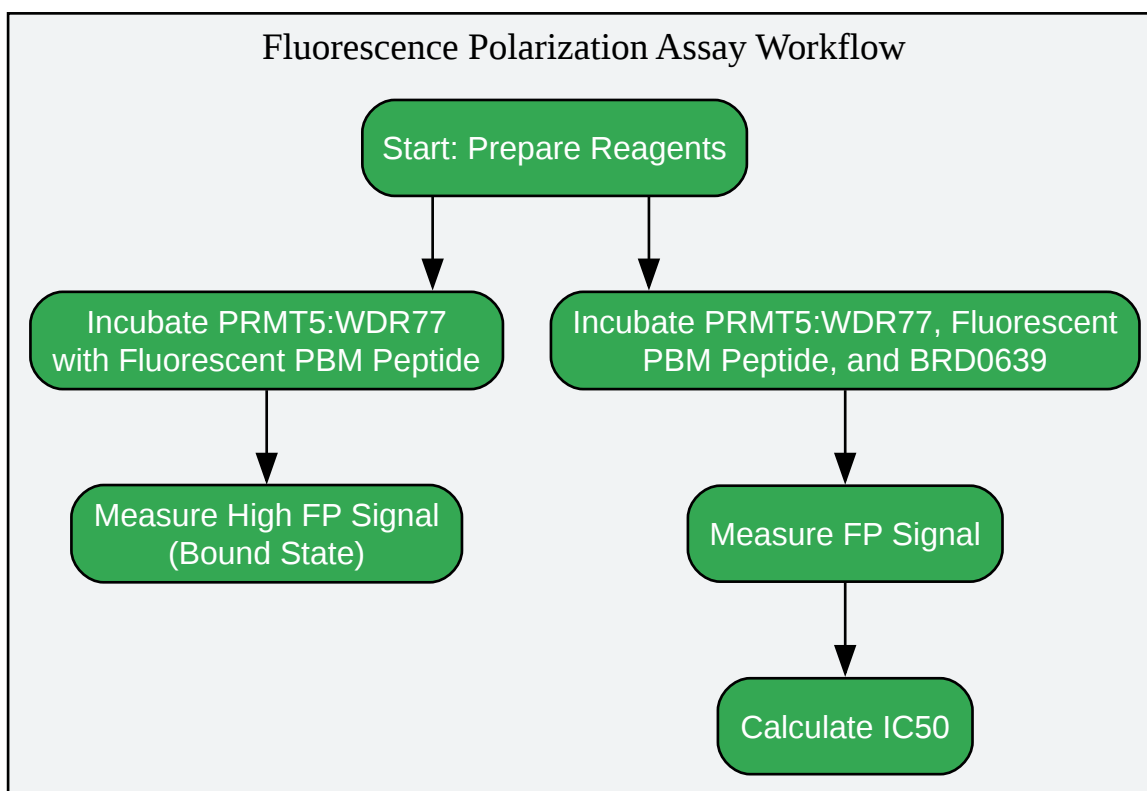 Fluorescence Polarization Assay Workflow
Start: Prepare Reagents
Incubate PRMT5:WDR77
with Fluorescent PBM Peptide
Incubate PRMT5:WDR77, Fluorescent
PBM Peptide, and BRD0639
Measure High FP Signal
(Bound State)
Measure FP Signal
Calculate IC50